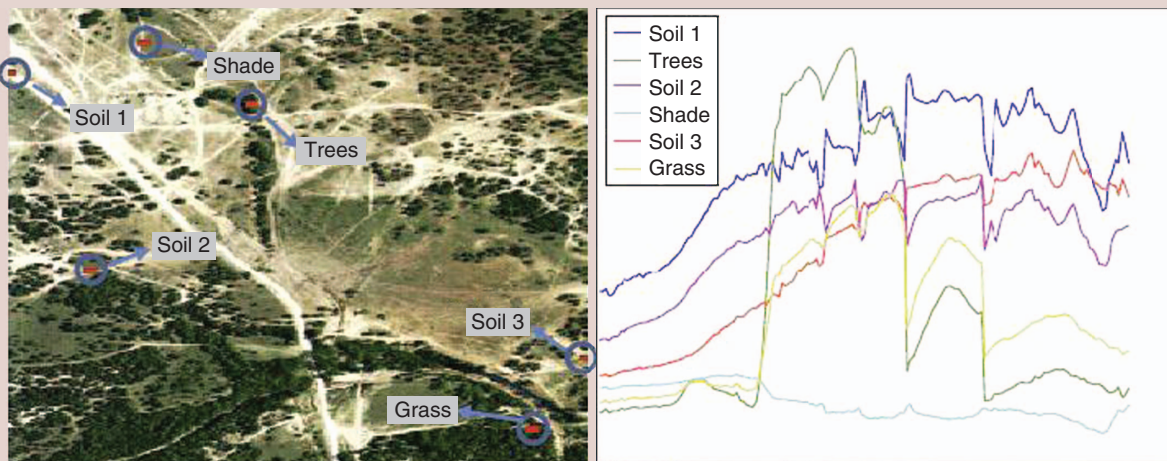 Shade
Soil 1
Trees
Soil 2
Soil 3
Grass
Soil 1
Trees
Soil 2
Shade
Soil 3
Grass